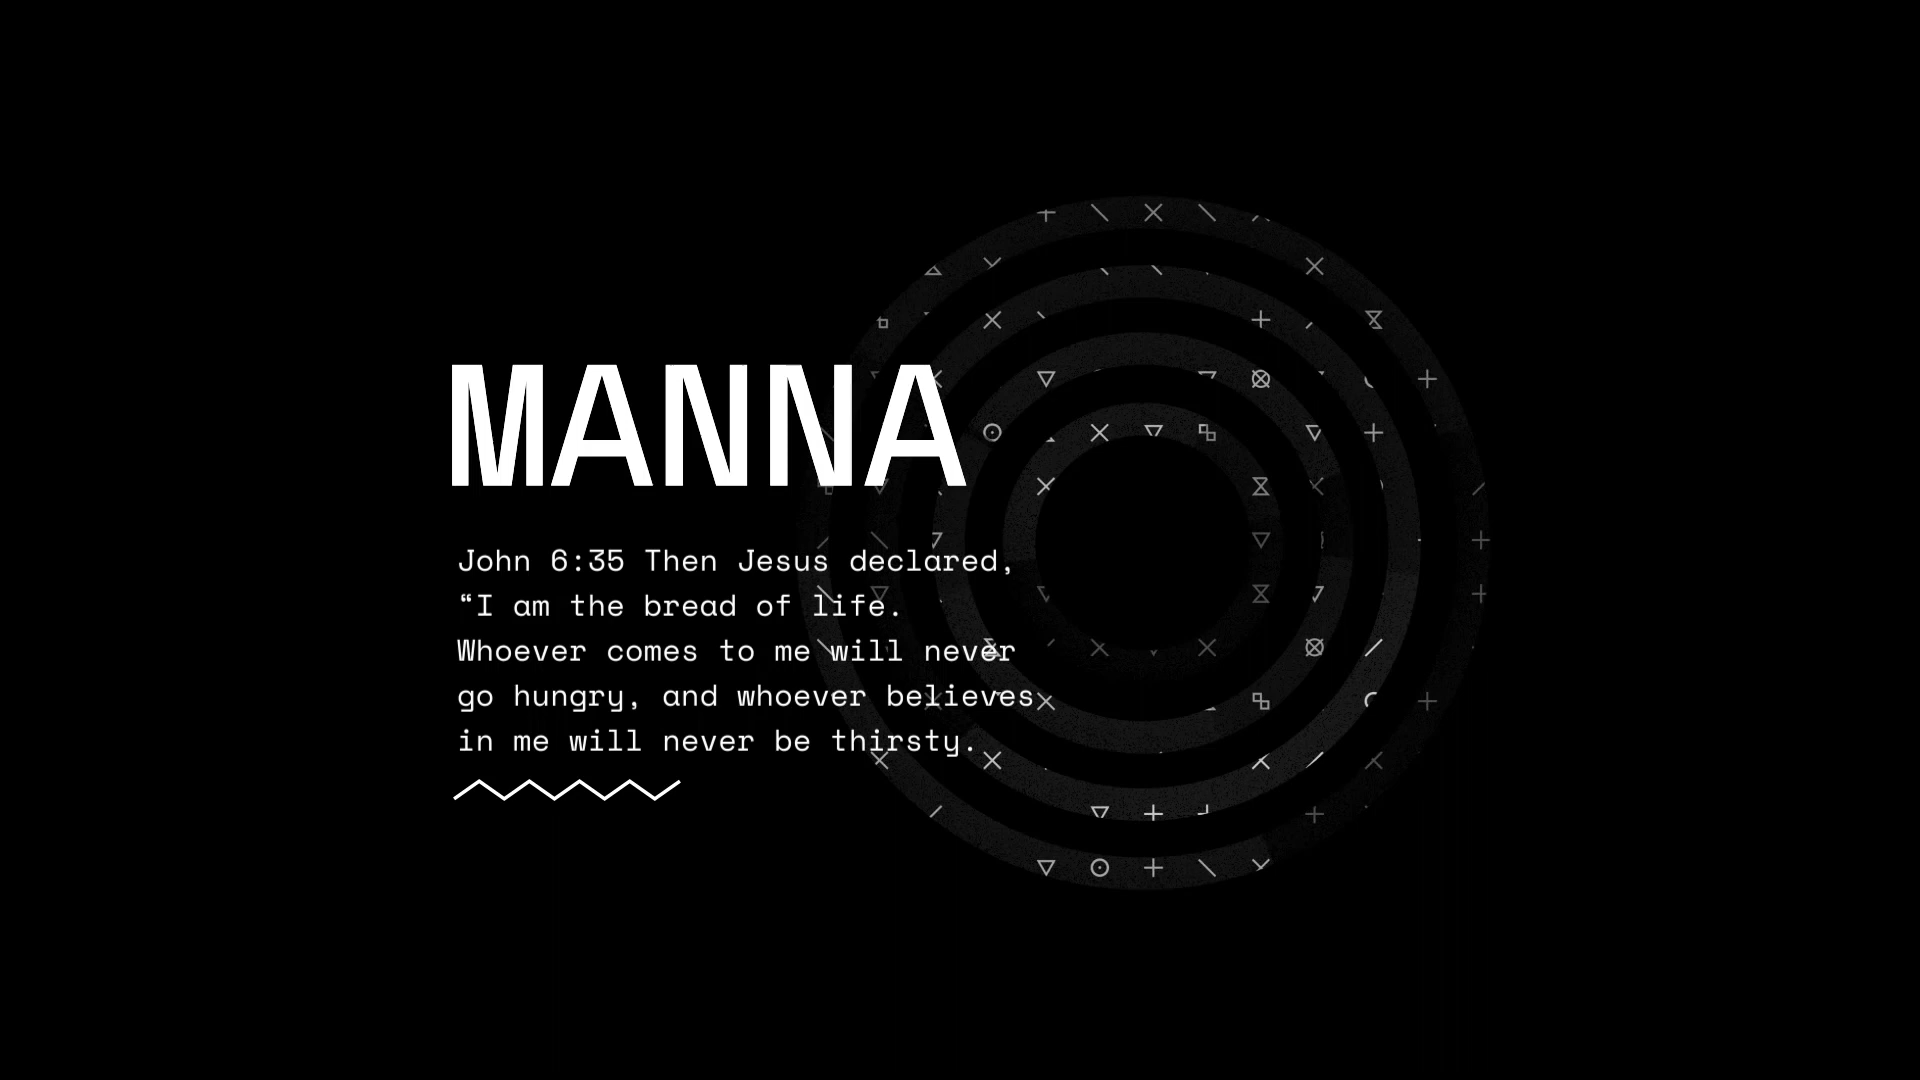 MANNA
John 6:35 Then Jesus declared,
“I am the bread of life.
Whoever comes to me will never
go hungry, and whoever believes
in me will never be thirsty.